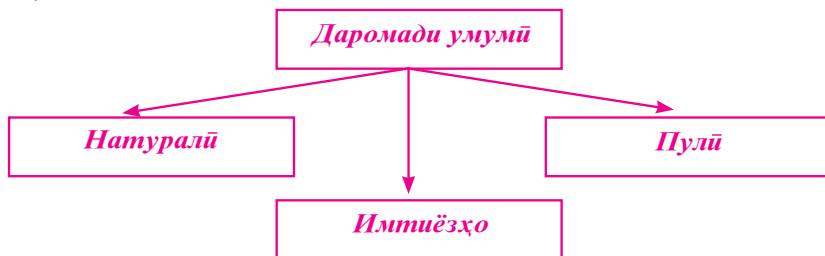 Даромади умумӣ
Натуралӣ
Пулӣ
Имтиёзҳо